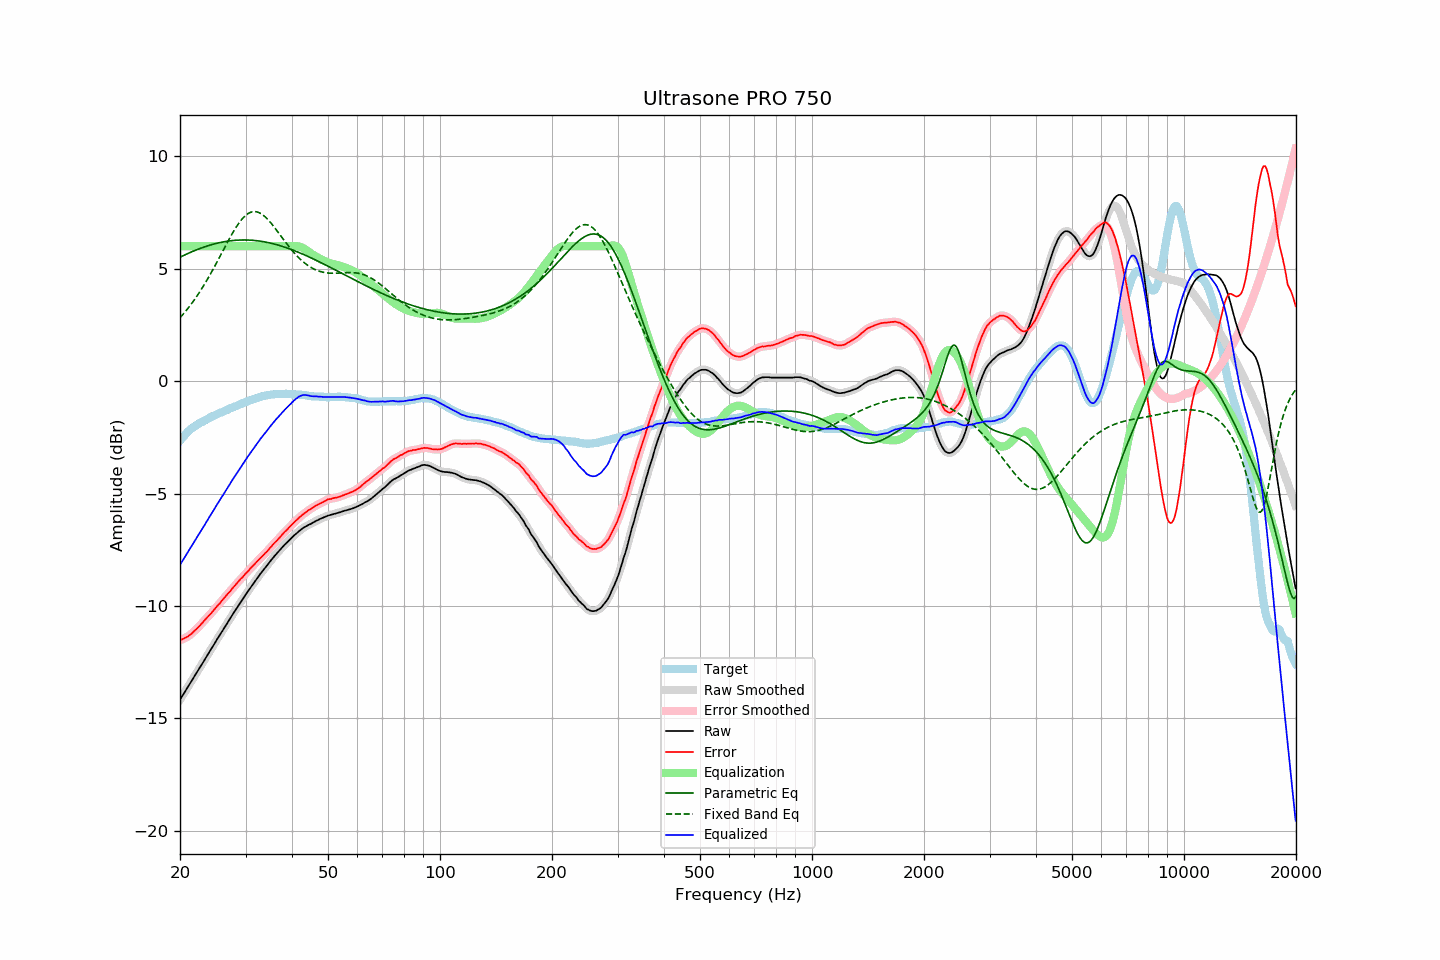 Ultrasone PRO 750
10
5
0
−5
−10
−15
−20
Amplitude (dBr)
Target
Raw Smoothed
Error Smoothed
Raw
Error
Equalization
Parametric Eq
Fixed Band Eq
Equalized
20 50 100 200 500 1000 2000 5000 10000 20000
Frequency (Hz)